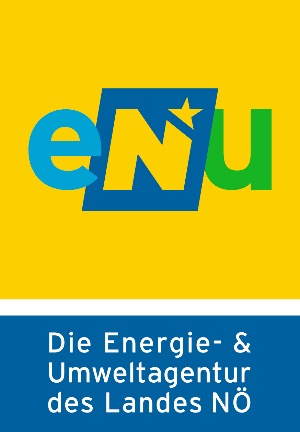 eNu
Die Energie- &
Umweltagentur
des Landes NÖ